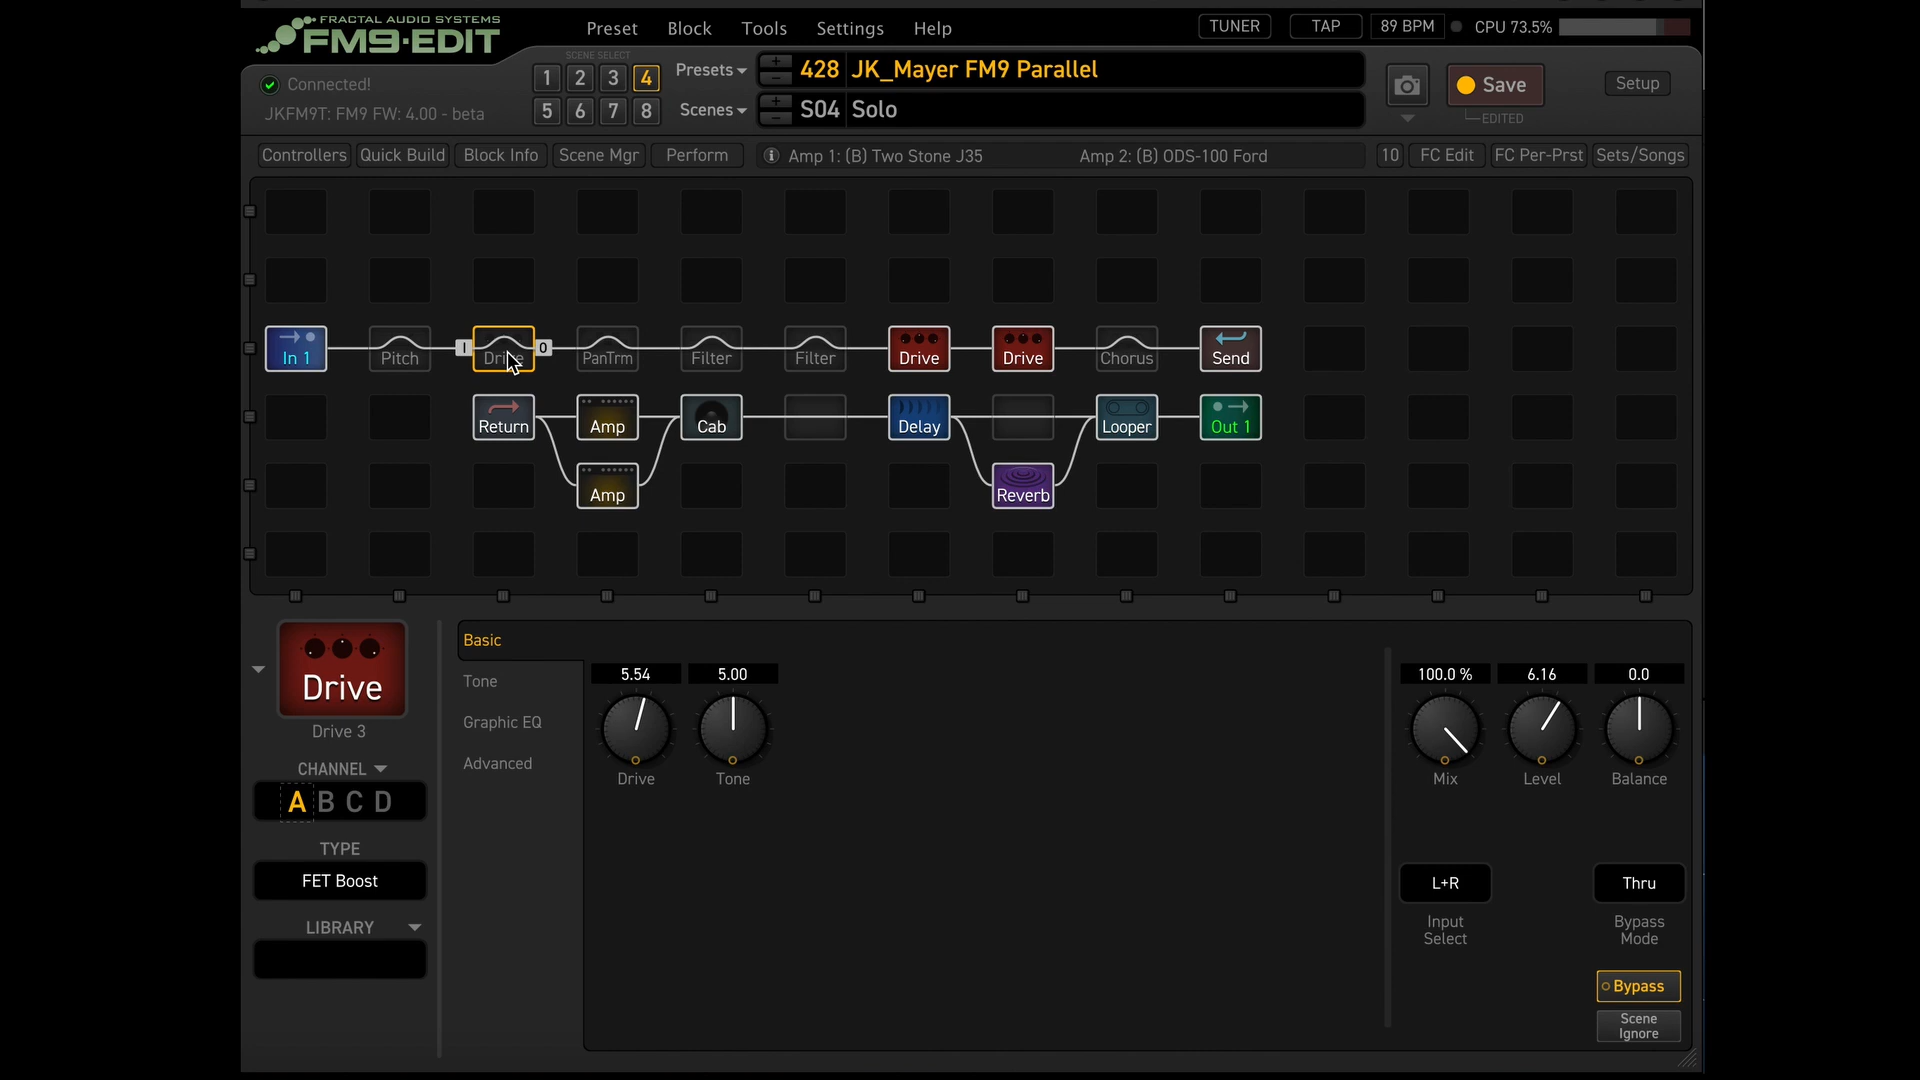 FRACTAL AUDIO SYSTEMS
FM9-EDIT
Preset Block Tools Settings Help
TUNER TAP 89 BPM CPU 73.5%
Connected!
JKFM9T: FM9 FW: 4.00 - beta
SCENE SELECT
1 2 3 4
5 6 7 8
Presets
Scenes
+
−
428 JK_Mayer FM9 Parallel
+
−
S04 Solo
Save
EDITED
Setup
Controllers Quick Build Block Info Scene Mgr Perform
Amp 1: (B) Two Stone J35 Amp 2: (B) ODS-100 Ford
10 FC Edit FC Per-Prst Sets/Songs
In 1 Pitch I Drive O PanTrm Filter Filter Drive Drive Chorus Send
Return Amp Cab Delay Looper Out 1
Amp Reverb
Drive
Drive 3
CHANNEL
A B C D
TYPE
FET Boost
LIBRARY
Basic
Tone
Graphic EQ
Advanced
5.54 5.00
Drive Tone
100.0 % 6.16 0.0
Mix Level Balance
L+R Thru
Input Select
Bypass Mode
Bypass
Scene Ignore